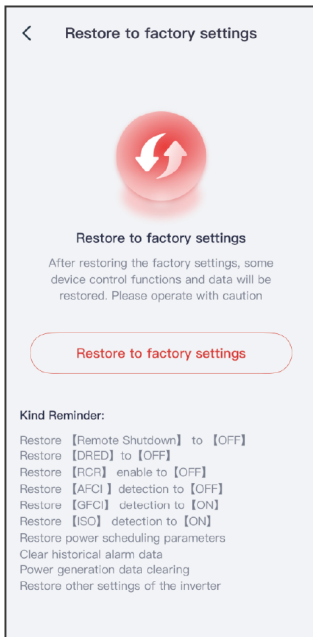 Restore to factory settings
Restore to factory settings
After restoring the factory settings, some
device control functions and data will be
restored. Please operate with caution
Restore to factory settings
Kind Reminder:
Restore 【Remote Shutdown】 to 【OFF】
Restore 【DRED】to【OFF】
Restore 【RCR】 enable to【OFF】
Restore 【AFCI 】detection to【OFF】
Restore 【GFCI】 detection to【ON】
Restore 【ISO】 detection to【ON】
Restore power scheduling parameters
Clear historical alarm data
Power generation data clearing
Restore other settings of the inverter